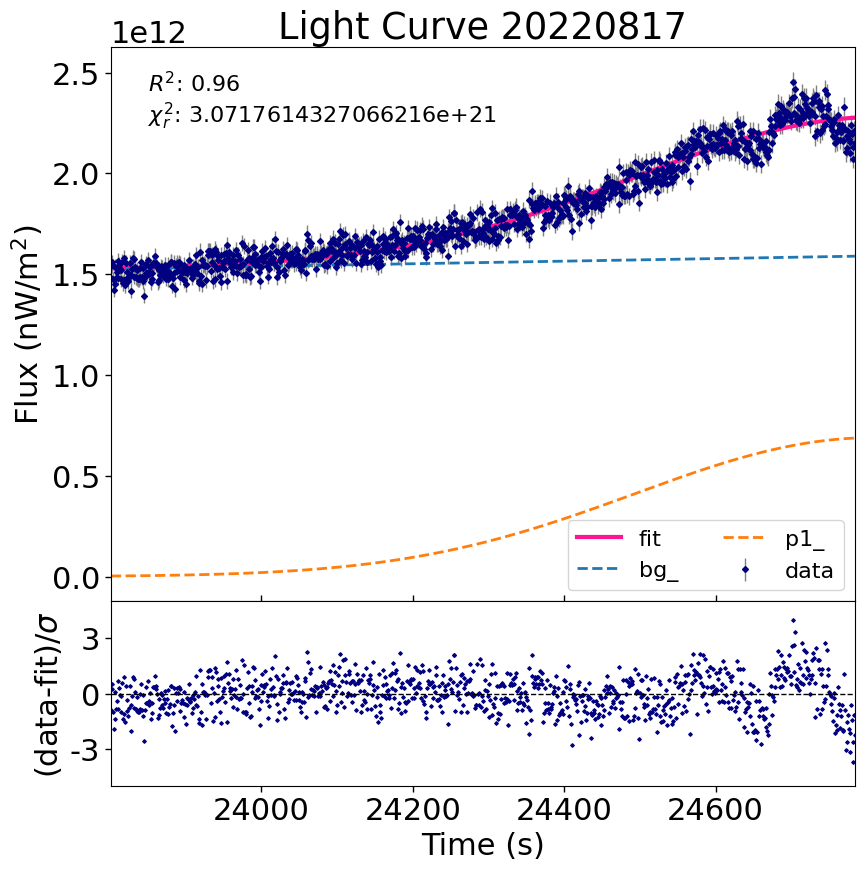 Light Curve 20220817
1e12
R²: 0.96
χ²ᵣ: 3.0717614327066216e+21
2.5
2.0
1.5
1.0
0.5
0.0
Flux (nW/m²)
fit
bg_
p1_
data
3
0
-3
(data-fit)/σ
24000
24200
24400
24600
Time (s)